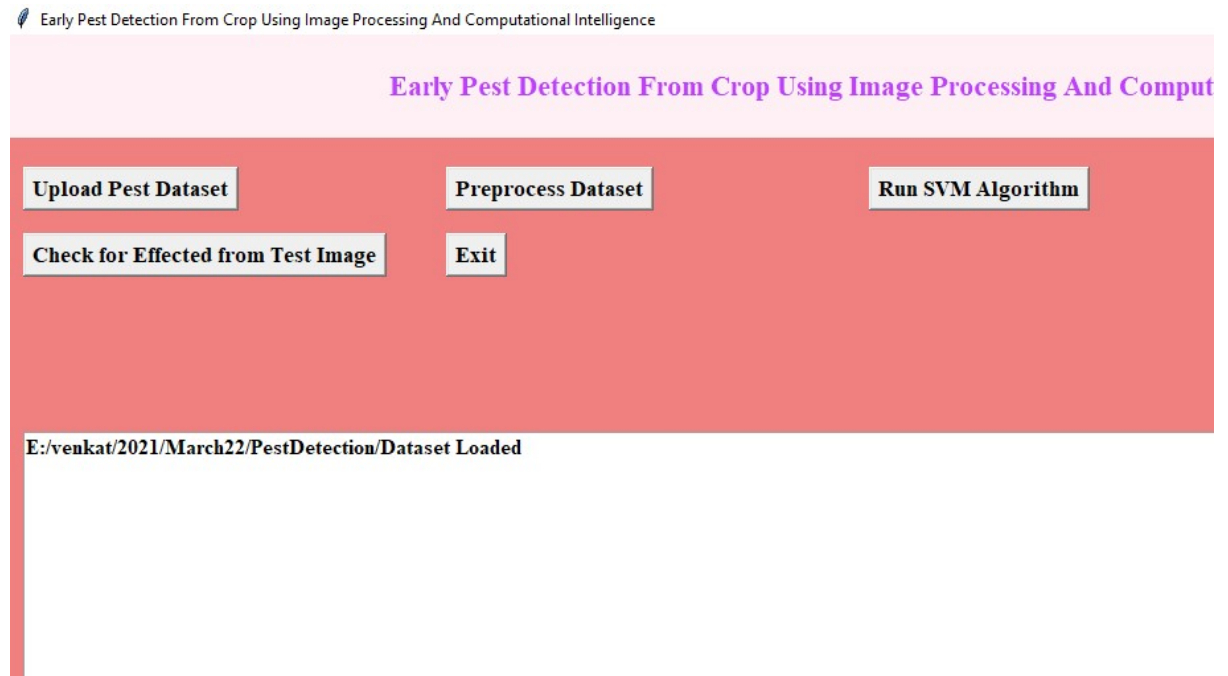 Early Pest Detection From Crop Using Image Processing And Computational Intelligence
Early Pest Detection From Crop Using Image Processing And Comput
Upload Pest Dataset
Preprocess Dataset
Run SVM Algorithm
Check for Effected from Test Image
Exit
E:/venkat/2021/March22/PestDetection/Dataset Loaded